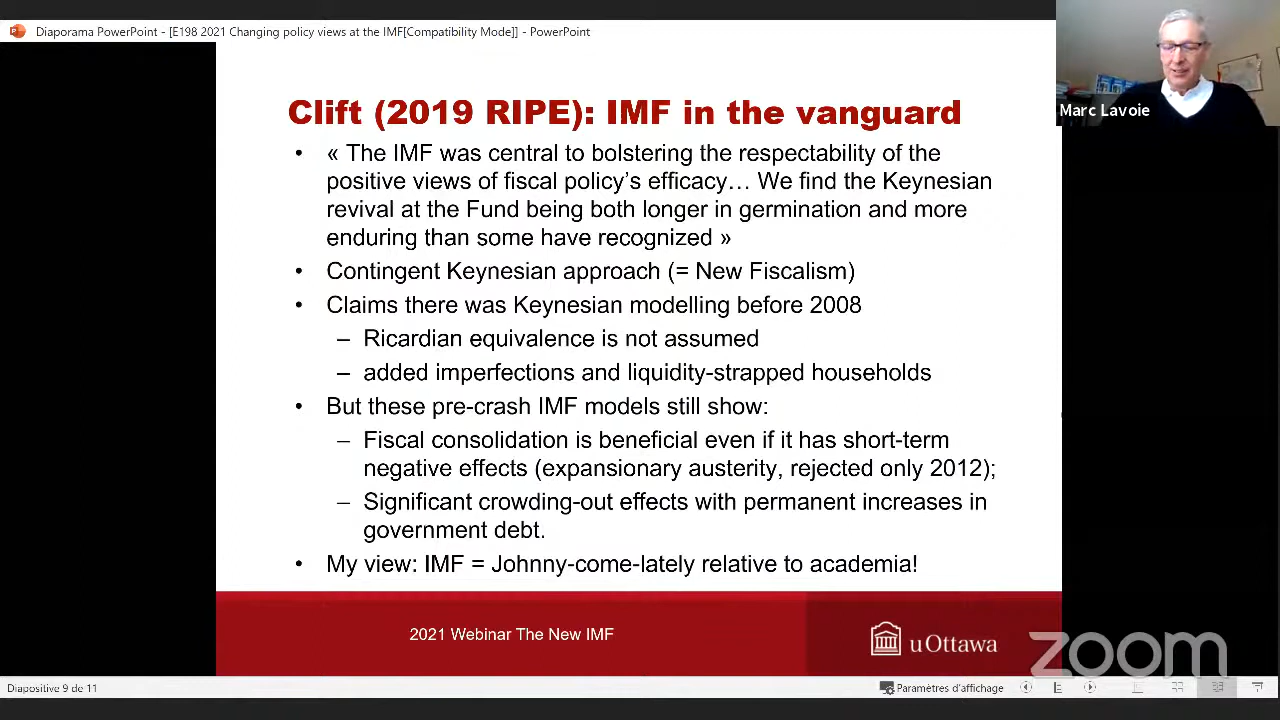 Diaporama PowerPoint - [E198 2021 Changing policy views at the IMF[Compatibility Mode]] - PowerPoint
Marc Lavoie
Clift (2019 RIPE): IMF in the vanguard
• « The IMF was central to bolstering the respectability of the
positive views of fiscal policy’s efficacy… We find the Keynesian
revival at the Fund being both longer in germination and more
enduring than some have recognized »
• Contingent Keynesian approach (= New Fiscalism)
• Claims there was Keynesian modelling before 2008
– Ricardian equivalence is not assumed
– added imperfections and liquidity-strapped households
• But these pre-crash IMF models still show:
– Fiscal consolidation is beneficial even if it has short-term
negative effects (expansionary austerity, rejected only 2012);
– Significant crowding-out effects with permanent increases in
government debt.
• My view: IMF = Johnny-come-lately relative to academia!
2021 Webinar The New IMF
uOttawa
zoom
Diapositive 9 de 11
Paramètres d'affichage